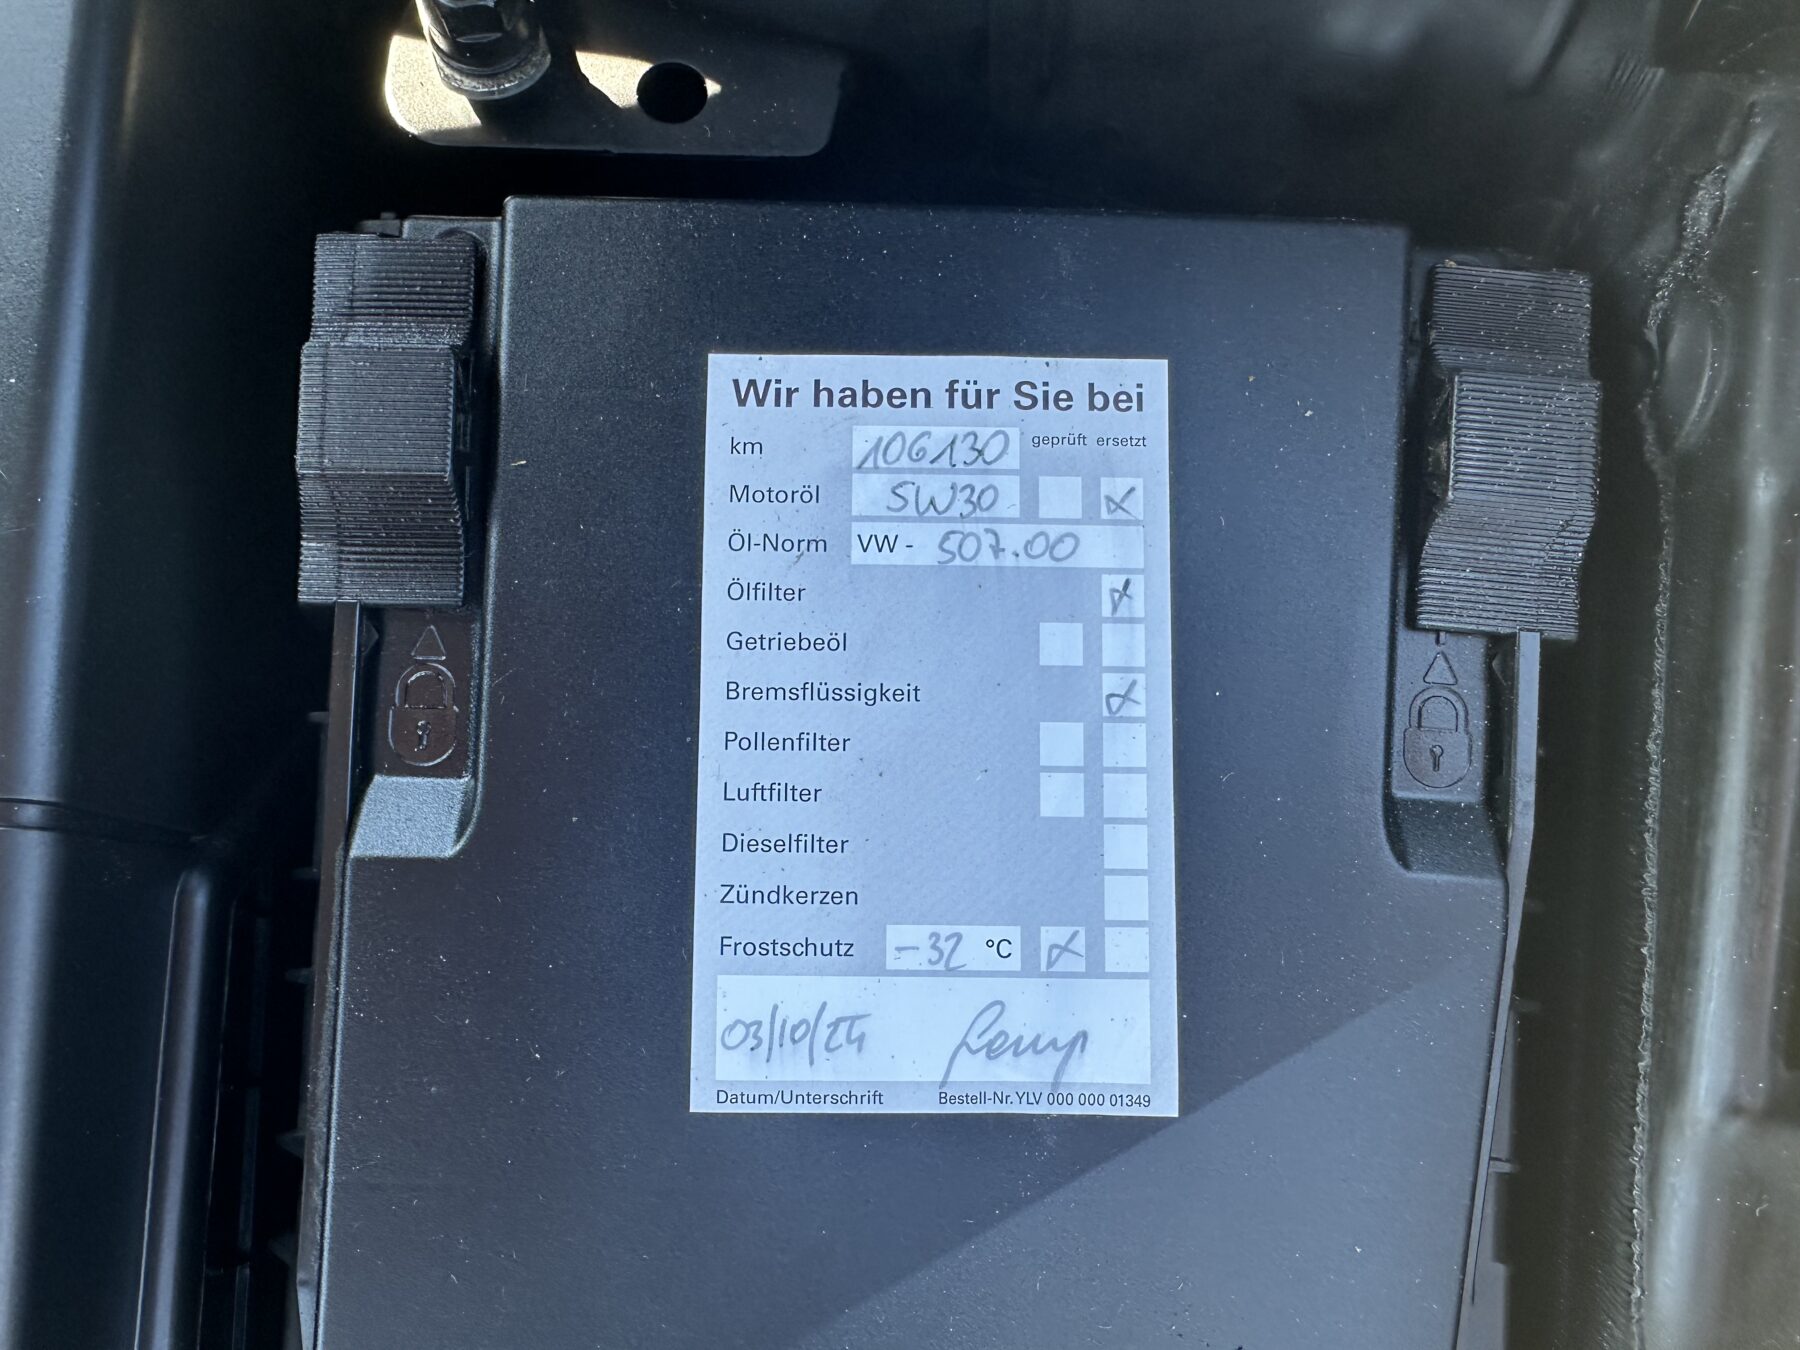 Wir haben für Sie bei
km 106130 geprüft ersetzt
Motoröl 5W30
Öl-Norm VW - 507.00
Ölfilter
Getriebeöl
Bremsflüssigkeit
Pollenfilter
Luftfilter
Dieselfilter
Zündkerzen
Frostschutz -32 °C
03/10/24
Datum/Unterschrift Bestell-Nr. YLV 000 000 01349